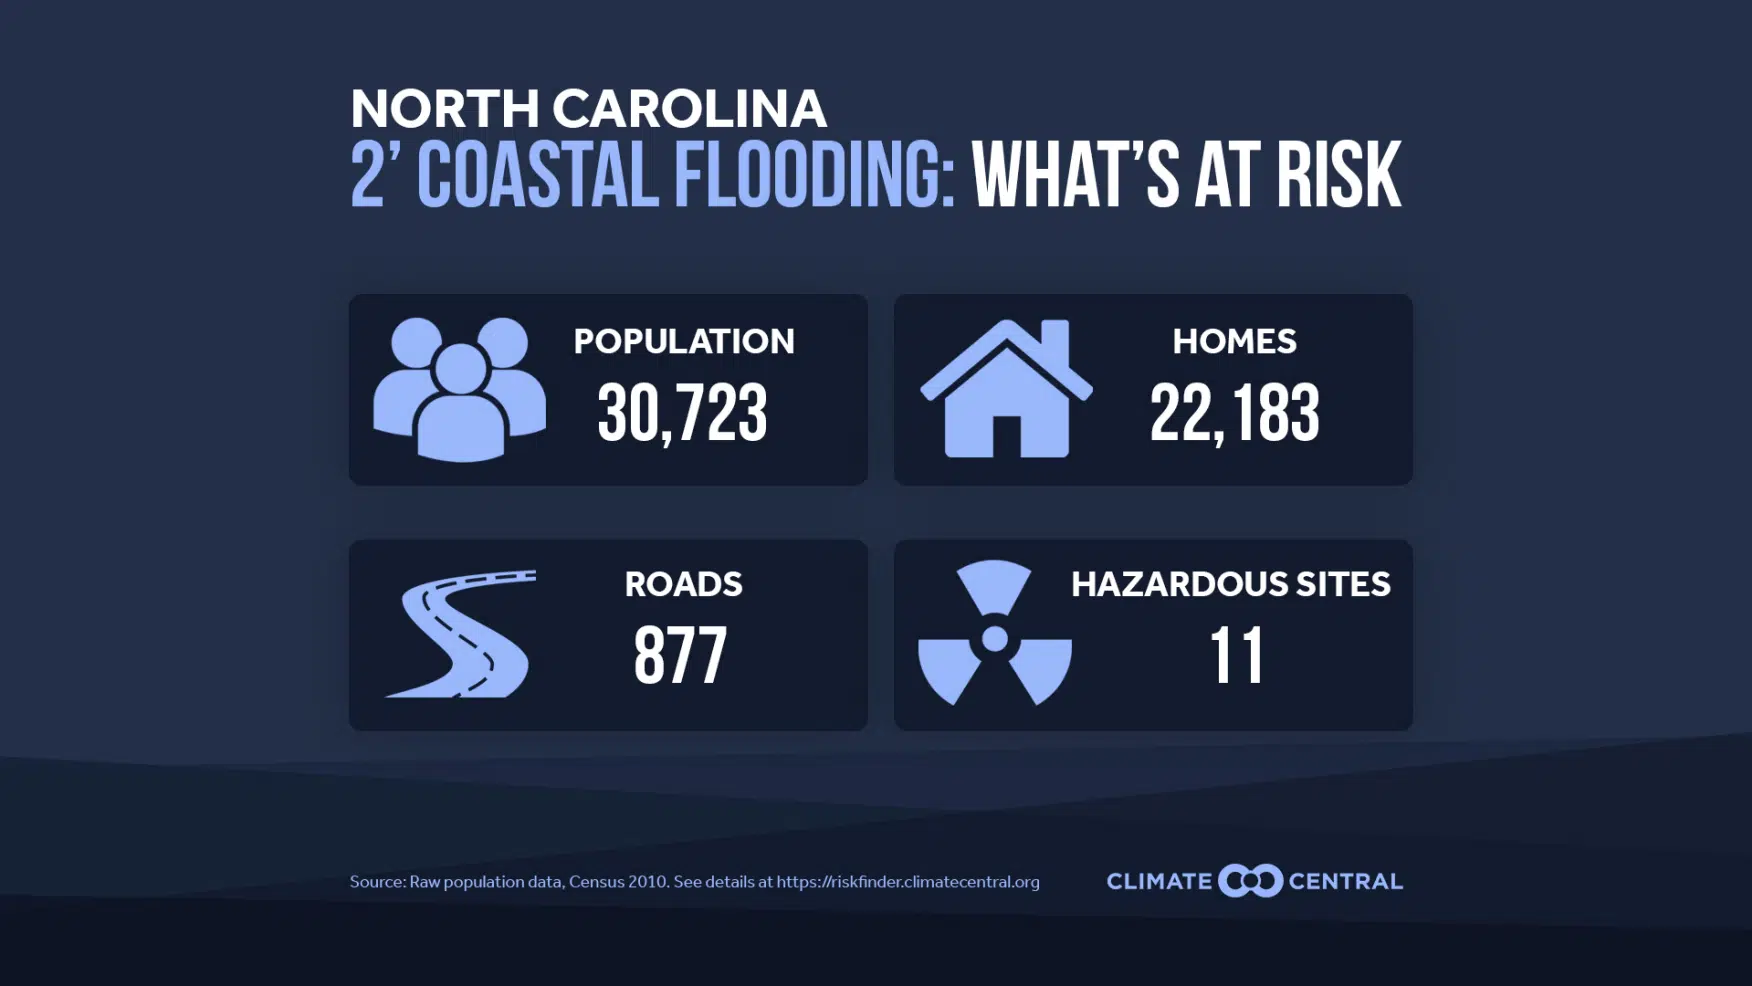 NORTH CAROLINA
2’ COASTAL FLOODING: WHAT’S AT RISK
POPULATION
30,723
HOMES
22,183
ROADS
877
HAZARDOUS SITES
11
Source: Raw population data, Census 2010. See details at https://riskfinder.climatecentral.org
CLIMATE CENTRAL